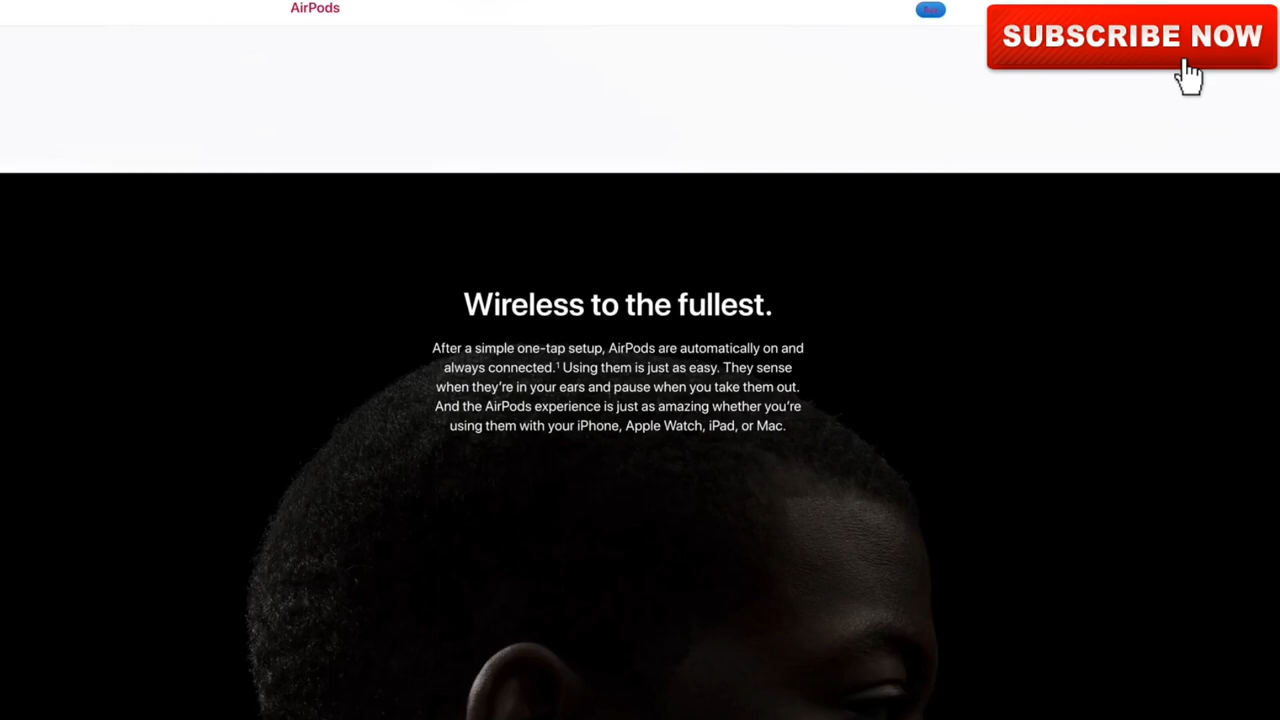 AirPods
SUBSCRIBE NOW
Wireless to the fullest.
After a simple one-tap setup, AirPods are automatically on and
always connected.¹ Using them is just as easy. They sense
when they’re in your ears and pause when you take them out.
And the AirPods experience is just as amazing whether you’re
using them with your iPhone, Apple Watch, iPad, or Mac.